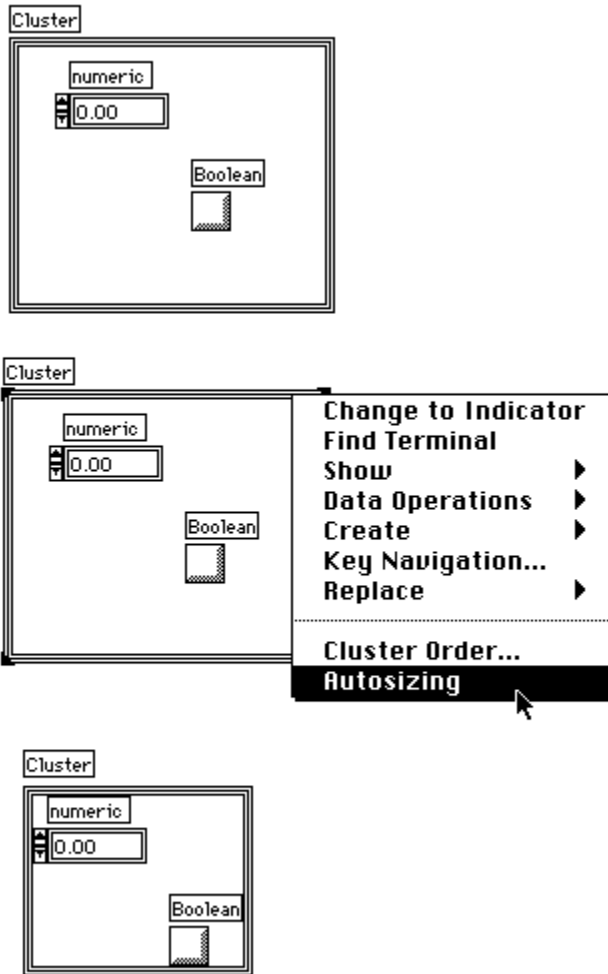 Cluster
numeric
0.00
Boolean
Cluster
numeric
0.00
Boolean
Change to Indicator
Find Terminal
Show
Data Operations
Create
Key Navigation...
Replace
Cluster Order...
Autosizing
Cluster
numeric
0.00
Boolean